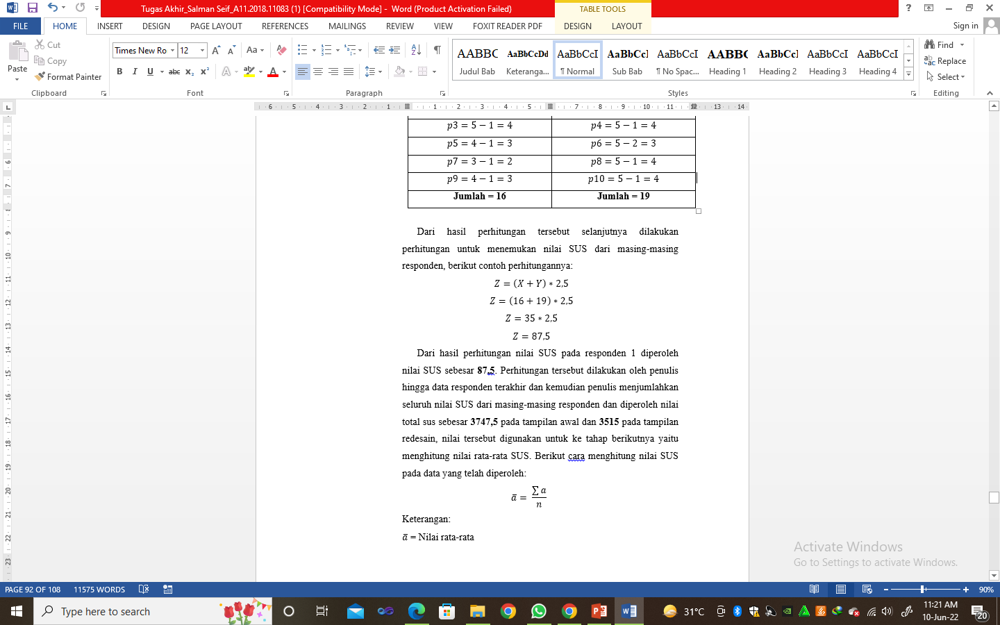 Tugas Akhir_Salman Seif_A11.2018.11083 (1) [Compatibility Mode] - Word (Product Activation Failed)
TABLE TOOLS
FILE HOME INSERT DESIGN PAGE LAYOUT REFERENCES MAILINGS REVIEW VIEW FOXIT READER PDF DESIGN LAYOUT Sign in
Paste
Cut
Copy
Format Painter
Clipboard
Times New Ro 12
Font
Paragraph
AABBC AaBbCcDd AaBbCcI AaBbCcI AaBbCcI AABBC AaBbCcI AaBbCcI AaBbCcI
Judul Bab Keteranga... ¶ Normal Sub Bab ¶ No Spac... Heading 1 Heading 2 Heading 3 Heading 4
Styles
Find
Replace
Select
Editing
6 5 4 3 2 1 1 2 3 4 5 7 8 9 10 11 13 14
p3 = 5 − 1 = 4 p4 = 5 − 1 = 4
p5 = 4 − 1 = 3 p6 = 5 − 2 = 3
p7 = 3 − 1 = 2 p8 = 5 − 1 = 4
p9 = 4 − 1 = 3 p10 = 5 − 1 = 4
Jumlah = 16 Jumlah = 19
Dari hasil perhitungan tersebut selanjutnya dilakukan
perhitungan untuk menemukan nilai SUS dari masing-masing
responden, berikut contoh perhitungannya:
Z = (X + Y) ∗ 2,5
Z = (16 + 19) ∗ 2,5
Z = 35 ∗ 2,5
Z = 87,5
Dari hasil perhitungan nilai SUS pada responden 1 diperoleh
nilai SUS sebesar 87,5. Perhitungan tersebut dilakukan oleh penulis
hingga data responden terakhir dan kemudian penulis menjumlahkan
seluruh nilai SUS dari masing-masing responden dan diperoleh nilai
total sus sebesar 3747,5 pada tampilan awal dan 3515 pada tampilan
redesain, nilai tersebut digunakan untuk ke tahap berikutnya yaitu
menghitung nilai rata-rata SUS. Berikut cara menghitung nilai SUS
pada data yang telah diperoleh:
ā = ∑ a / n
Keterangan:
ā = Nilai rata-rata
Activate Windows
Go to Settings to activate Windows.
PAGE 92 OF 108 11575 WORDS 90%
Type here to search
31°C
11:21 AM
10-Jun-22
20